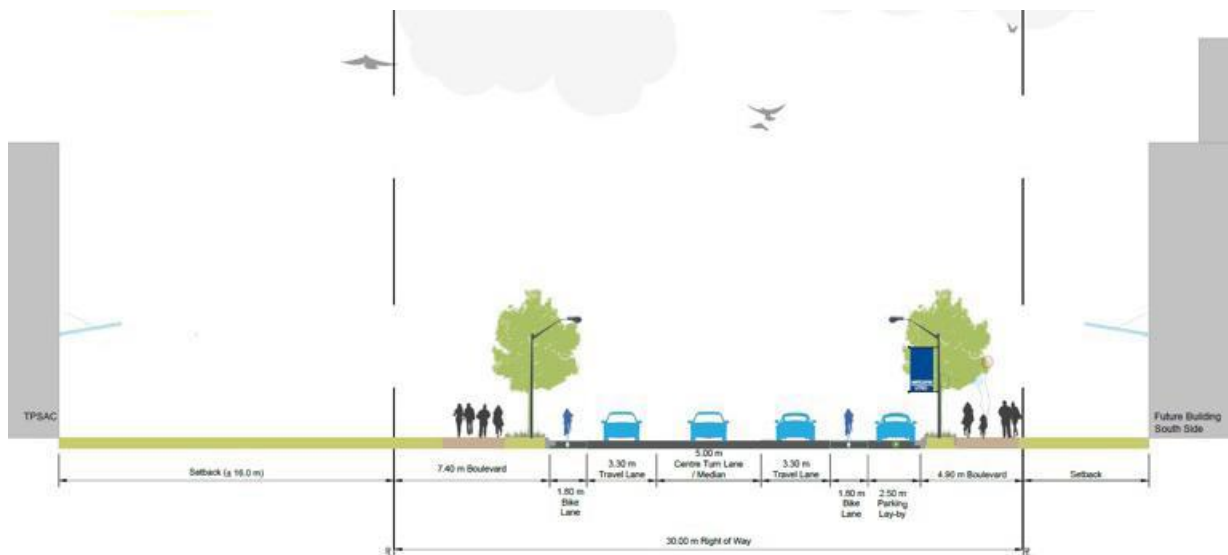 TPSAC
Future Building
South Side
Setback (± 16.0 m)
7.40 m Boulevard
1.80 m
Bike
Lane
3.30 m
Travel Lane
5.00 m
Centre Turn Lane
/ Median
3.30 m
Travel Lane
1.80 m
Bike
Lane
2.50 m
Parking
Lay-by
4.90 m Boulevard
Setback
30.00 m Right of Way